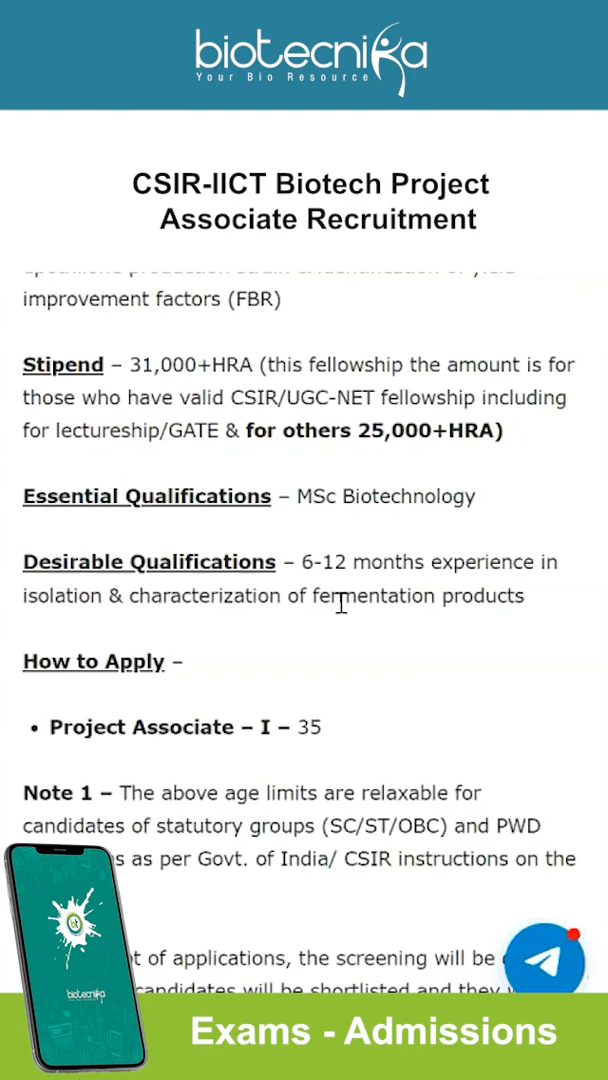 biotecnika
Your Bio Resource
CSIR-IICT Biotech Project
Associate Recruitment
improvement factors (FBR)
Stipend – 31,000+HRA (this fellowship the amount is for
those who have valid CSIR/UGC-NET fellowship including
for lectureship/GATE & for others 25,000+HRA)
Essential Qualifications – MSc Biotechnology
Desirable Qualifications – 6-12 months experience in
isolation & characterization of fermentation products
How to Apply –
• Project Associate – I – 35
Note 1 – The above age limits are relaxable for
candidates of statutory groups (SC/ST/OBC) and PWD
as per Govt. of India/ CSIR instructions on the
of applications, the screening will be
candidates will be shortlisted and they
bt
biotecnika
Exams - Admissions